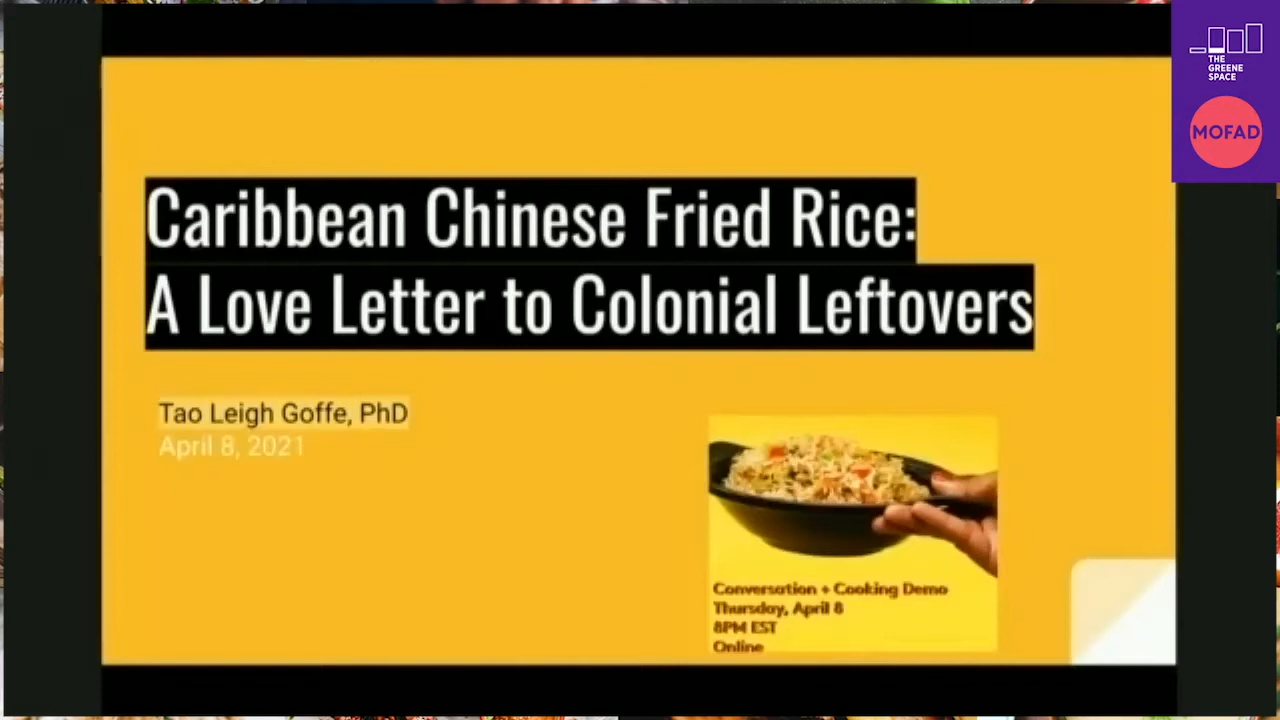 THE
GREENE
SPACE
MOFAD
Caribbean Chinese Fried Rice:
A Love Letter to Colonial Leftovers
Tao Leigh Goffe, PhD
April 8, 2021
Conversation + Cooking Demo
Thursday, April 8
8PM EST
Online